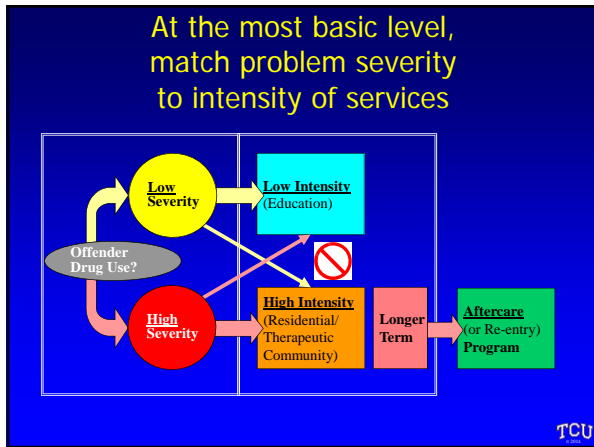 At the most basic level,
match problem severity
to intensity of services
Offender
Drug Use?
Low
Severity
High
Severity
Low Intensity
(Education)
High Intensity
(Residential/
Therapeutic
Community)
Longer
Term
Aftercare
(or Re-entry)
Program
TCU